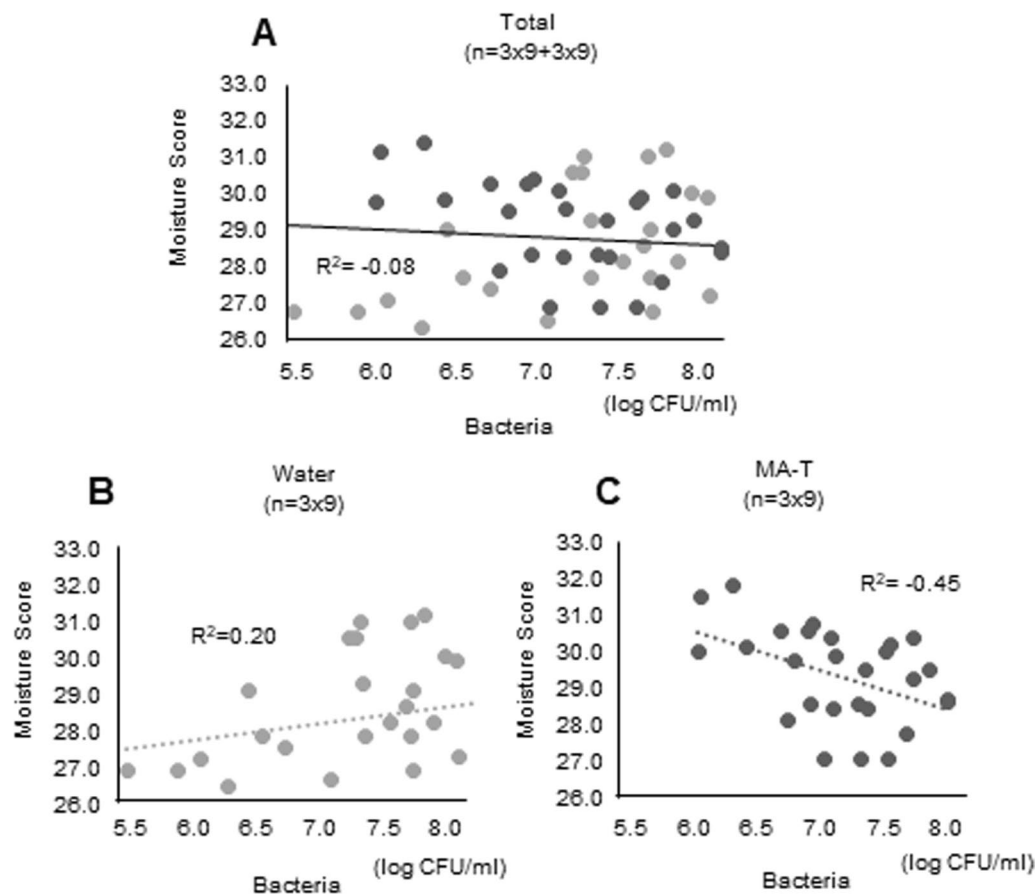 A
Total
(n=3x9+3x9)
Moisture Score
33.0
32.0
31.0
30.0
29.0
28.0
27.0
26.0
R²= -0.08
5.5 6.0 6.5 7.0 7.5 8.0
(log CFU/ml)
Bacteria
B
Water
(n=3x9)
Moisture Score
33.0
32.0
31.0
30.0
29.0
28.0
27.0
26.0
R²=0.20
5.5 6.0 6.5 7.0 7.5 8.0
(log CFU/ml)
Bacteria
C
MA-T
(n=3x9)
Moisture Score
33.0
32.0
31.0
30.0
29.0
28.0
27.0
26.0
R²= -0.45
5.5 6.0 7.0 7.5 8.0
(log CFU/ml)
Bacteria